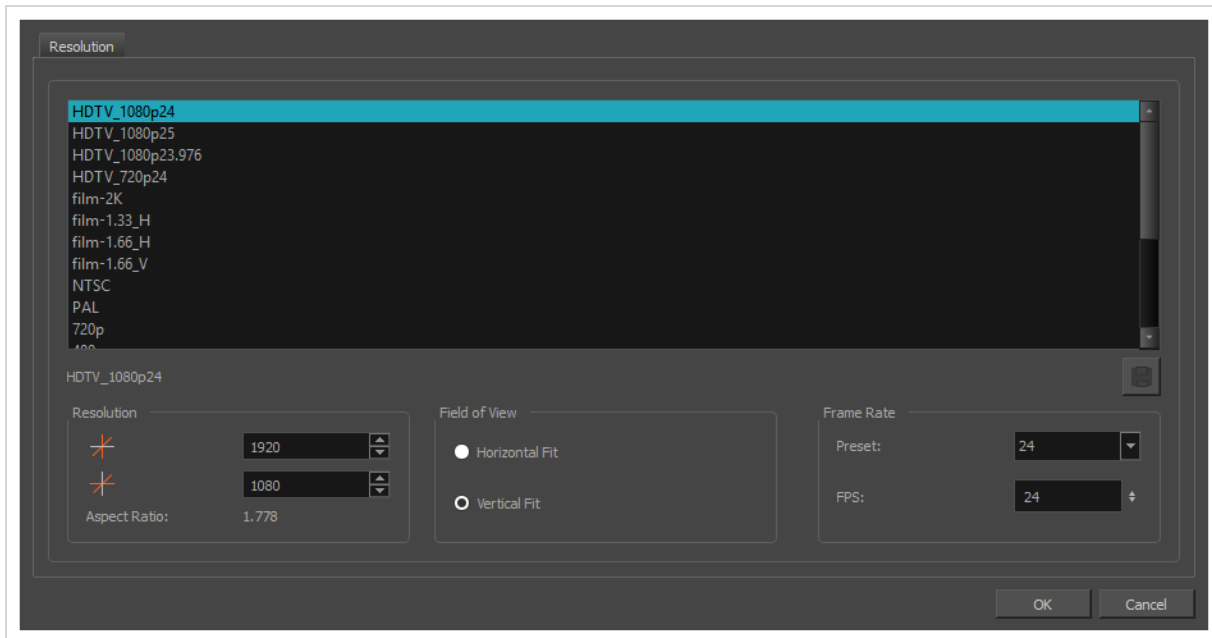 Resolution
HDTV_1080p24
HDTV_1080p25
HDTV_1080p23.976
HDTV_720p24
film-2K
film-1.33_H
film-1.66_H
film-1.66_V
NTSC
PAL
720p
HDTV_1080p24
Resolution
1920
1080
Aspect Ratio: 1.778
Field of View
Horizontal Fit
Vertical Fit
Frame Rate
Preset: 24
FPS: 24
OK Cancel